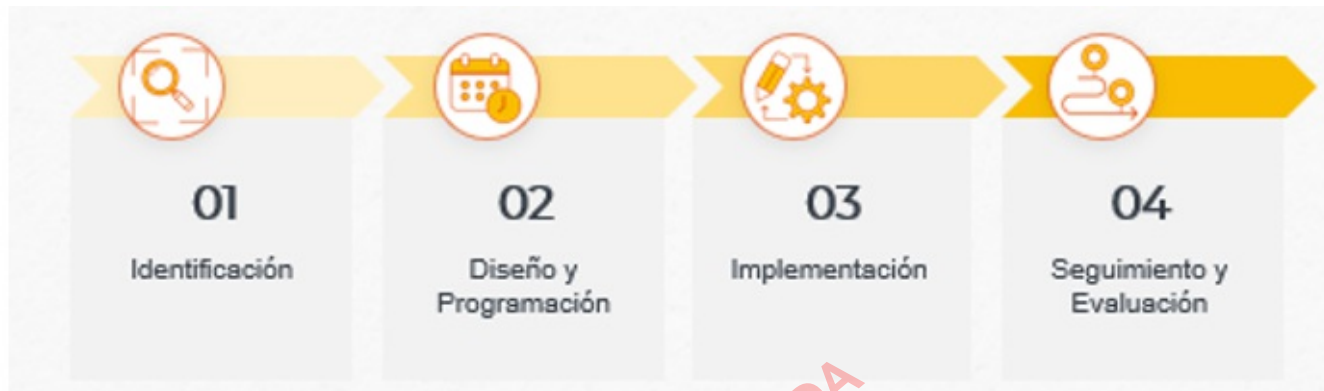 01
Identificación
02
Diseño y
Programación
03
Implementación
04
Seguimiento y
Evaluación